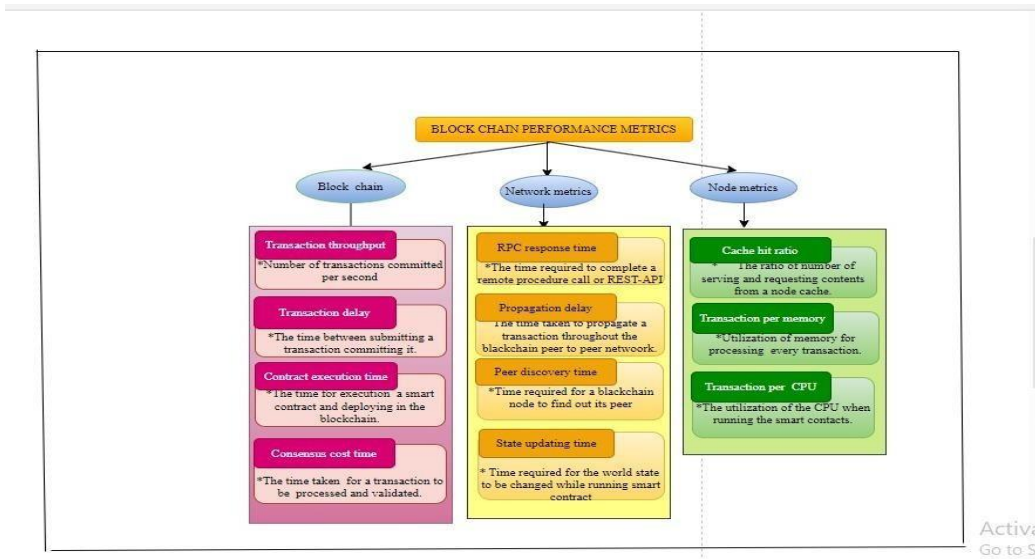 BLOCK CHAIN PERFORMANCE METRICS
Block chain
Network metrics
Node metrics
Transaction throughput
*Number of transactions committed
per second
Transaction delay
*The time between submitting a
transaction committing it.
Contract execution time
*The time for execution a smart
contract and deploying in the
blockchain.
Consensus cost time
*The time taken for a transaction to
be processed and validated.
RPC response time
*The time required to complete a
remote procedure call or REST-API
Propagation delay
The time taken to propagate a
transaction throughout the
blockchain peer to peer netwoork.
Peer discovery time
*Time required for a blackchain
node to find out its peer
State updating time
* Time required for the world state
to be changed while running smart
contract
Cache hit ratio
* The ratio of number of
serving and requesting contents
from a node cache.
Transaction per memory
*Utilization of memory for
processing every transaction.
Transaction per CPU
*The utilization of the CPU when
running the smart contacts.
Activa
Go to S